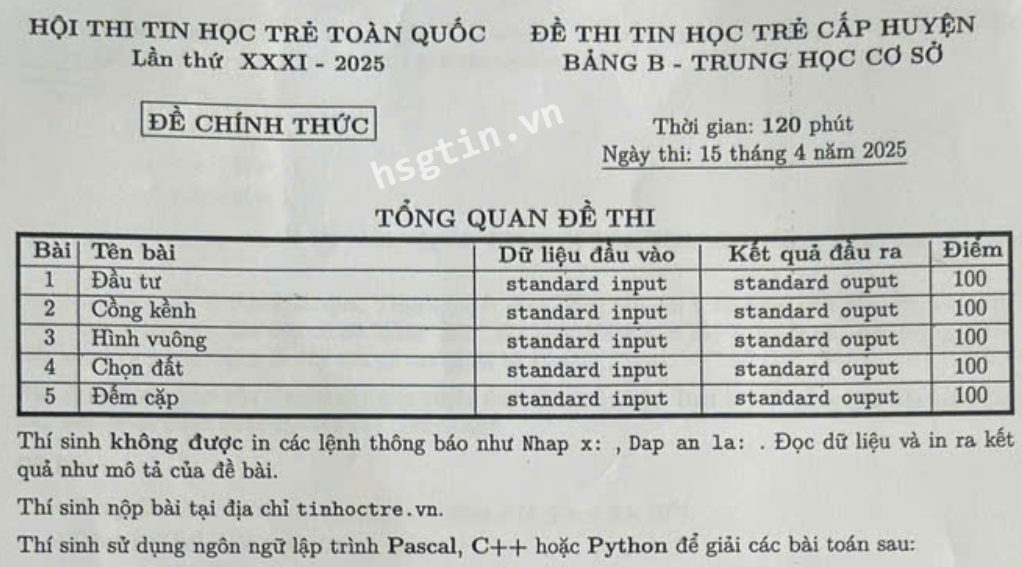 HỘI THI TIN HỌC TRẺ TOÀN QUỐC
Lần thứ XXXI - 2025
ĐỀ THI TIN HỌC TRẺ CẤP HUYỆN
BẢNG B - TRUNG HỌC CƠ SỞ
ĐỀ CHÍNH THỨC
hsgtin.vn
Thời gian: 120 phút
Ngày thi: 15 tháng 4 năm 2025
TỔNG QUAN ĐỀ THI
Bài Tên bài Dữ liệu đầu vào Kết quả đầu ra Điểm
1 Đầu tư standard input standard ouput 100
2 Cồng kềnh standard input standard ouput 100
3 Hình vuông standard input standard ouput 100
4 Chọn đất standard input standard ouput 100
5 Đếm cặp standard input standard ouput 100
Thí sinh không được in các lệnh thông báo như Nhap x: , Dap an la: . Đọc dữ liệu và in ra kết
quả như mô tả của đề bài.
Thí sinh nộp bài tại địa chỉ tinhoctre.vn.
Thí sinh sử dụng ngôn ngữ lập trình Pascal, C++ hoặc Python để giải các bài toán sau: